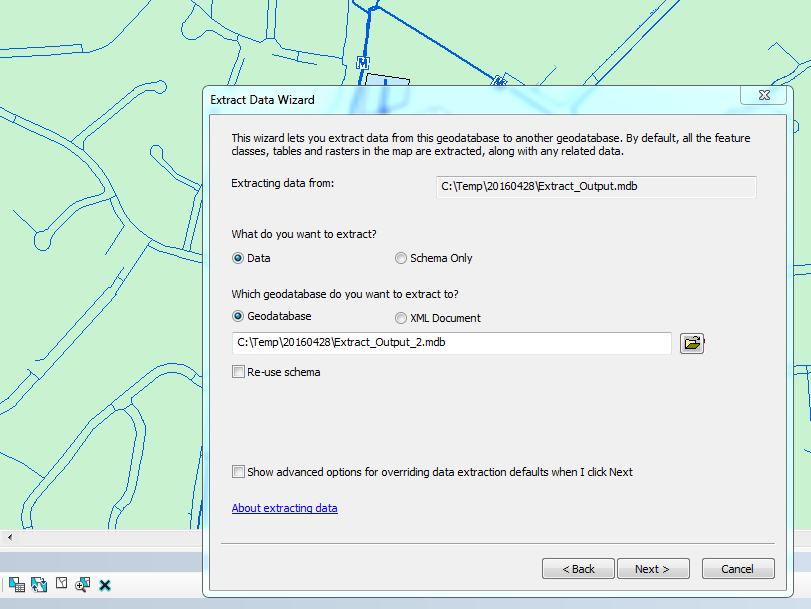 M
M
Extract Data Wizard
This wizard lets you extract data from this geodatabase to another geodatabase. By default, all the feature
classes, tables and rasters in the map are extracted, along with any related data.
Extracting data from:
C:\Temp\20160428\Extract_Output.mdb
What do you want to extract?
Data
Schema Only
Which geodatabase do you want to extract to?
Geodatabase
XML Document
C:\Temp\20160428\Extract_Output_2.mdb
Re-use schema
Show advanced options for overriding data extraction defaults when I click Next
About extracting data
< Back
Next >
Cancel